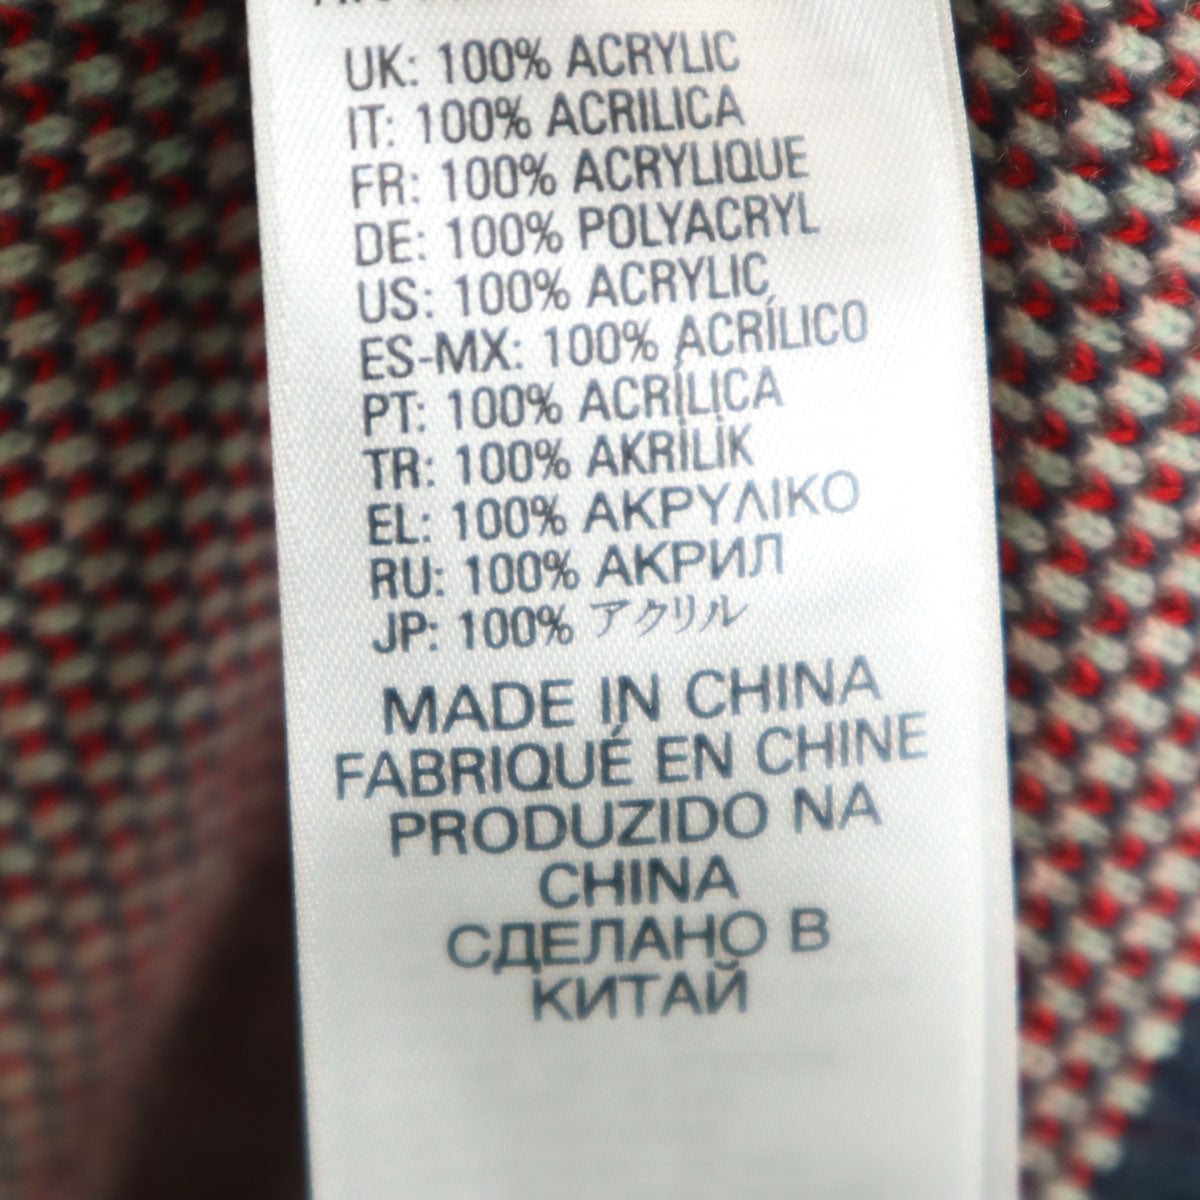 UK: 100% ACRYLIC
IT: 100% ACRILICA
FR: 100% ACRYLIQUE
DE: 100% POLYACRYL
US: 100% ACRYLIC
ES-MX: 100% ACRÍLICO
PT: 100% ACRÍLICA
TR: 100% AKRİLİK
EL: 100% ΑΚΡΥΛΙΚΟ
RU: 100% АКРИЛ
JP: 100% アクリル
MADE IN CHINA
FABRIQUÉ EN CHINE
PRODUZIDO NA
CHINA
СДЕЛАНО В
КИТАЙ